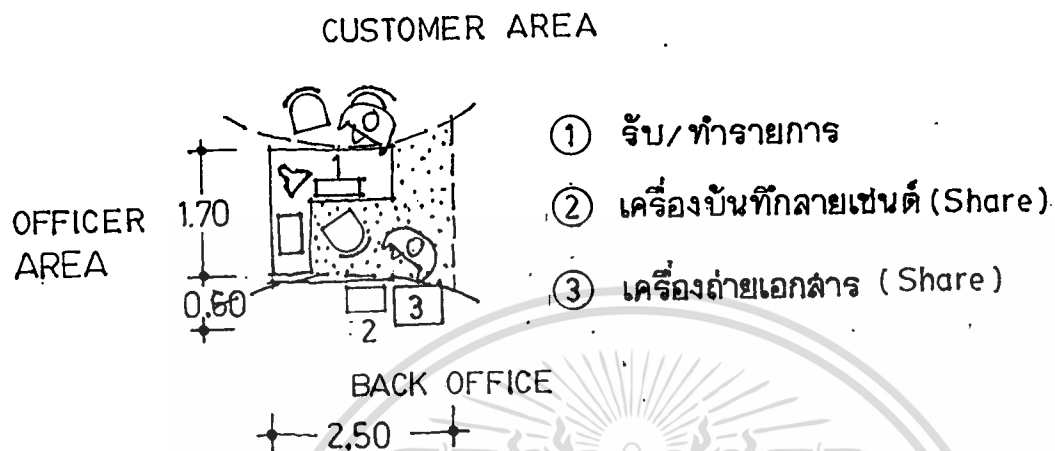 CUSTOMER AREA
1
① รับ/ทำรายการ
OFFICER 1.70
AREA
② เครื่องบันทึกลายเซนต์ (Share)
③ เครื่องถ่ายเอกสาร (Share)
0.60
2
3
BACK OFFICE
2.50